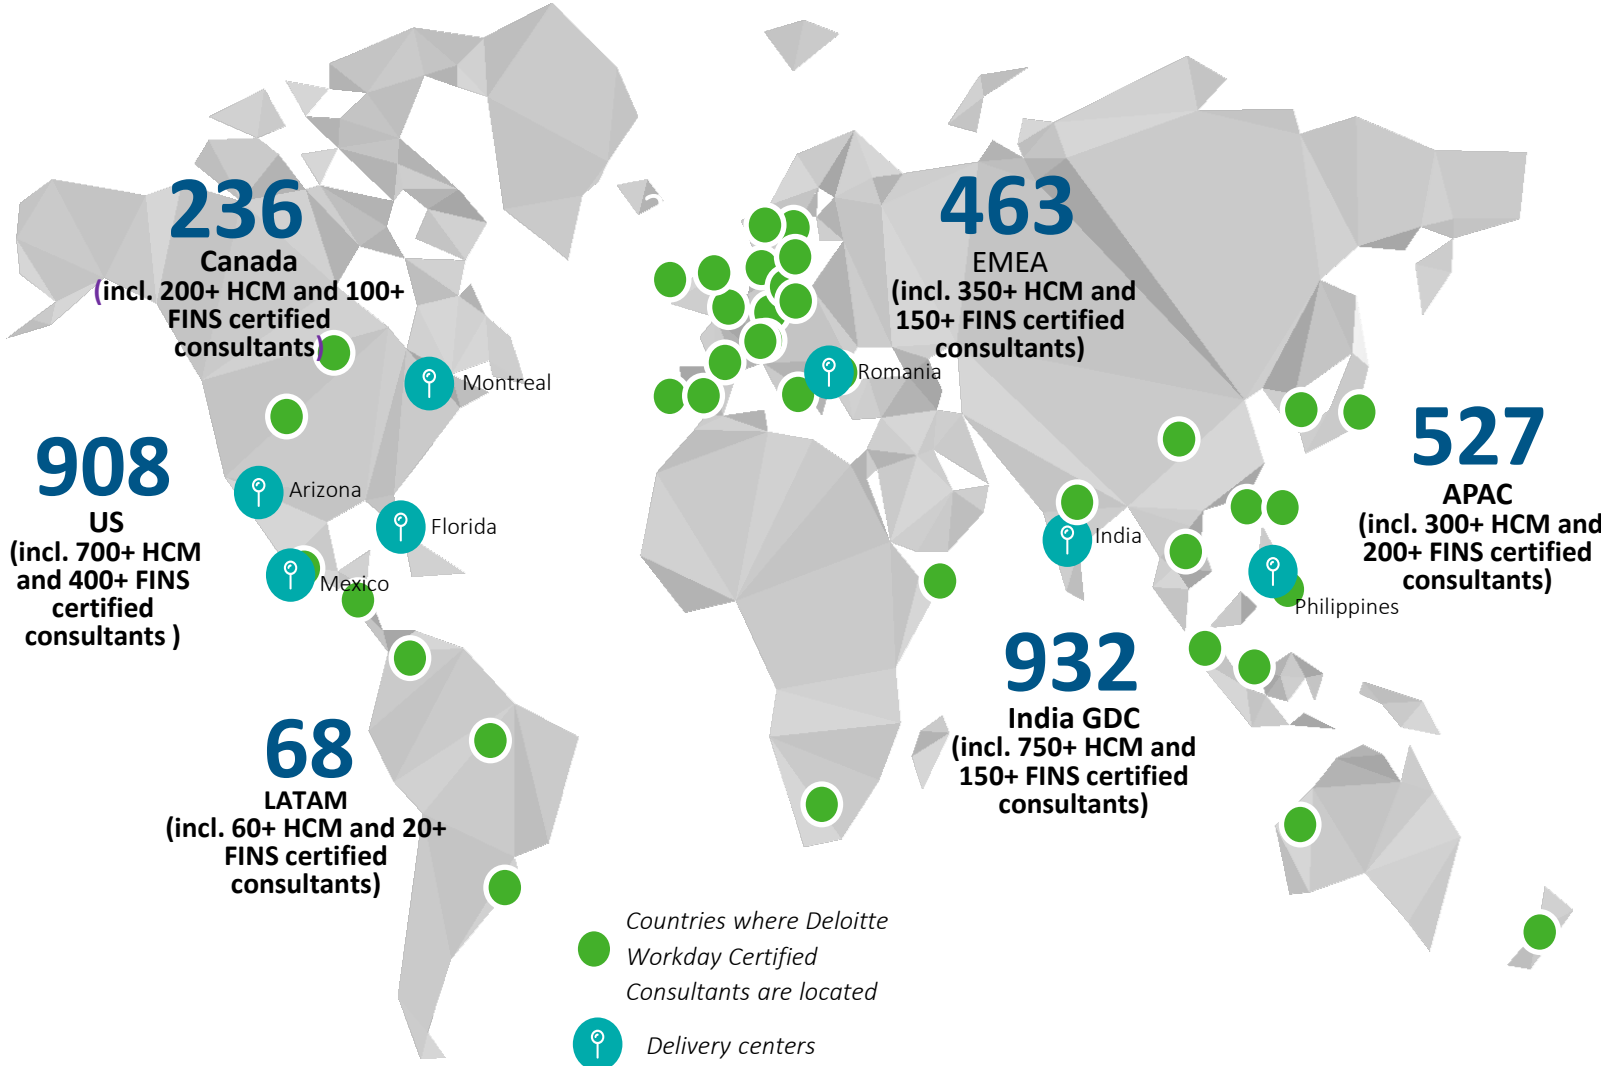 236
Canada
(incl. 200+ HCM and 100+
FINS certified
consultants)
463
EMEA
(incl. 350+ HCM and
150+ FINS certified
consultants)
Montreal
Romania
908
US
(incl. 700+ HCM
and 400+ FINS
certified
consultants )
Arizona
Florida
Mexico
527
APAC
(incl. 300+ HCM and
200+ FINS certified
consultants)
India
Philippines
932
India GDC
(incl. 750+ HCM and
150+ FINS certified
consultants)
68
LATAM
(incl. 60+ HCM and 20+
FINS certified
consultants)
Countries where Deloitte
Workday Certified
Consultants are located
Delivery centers